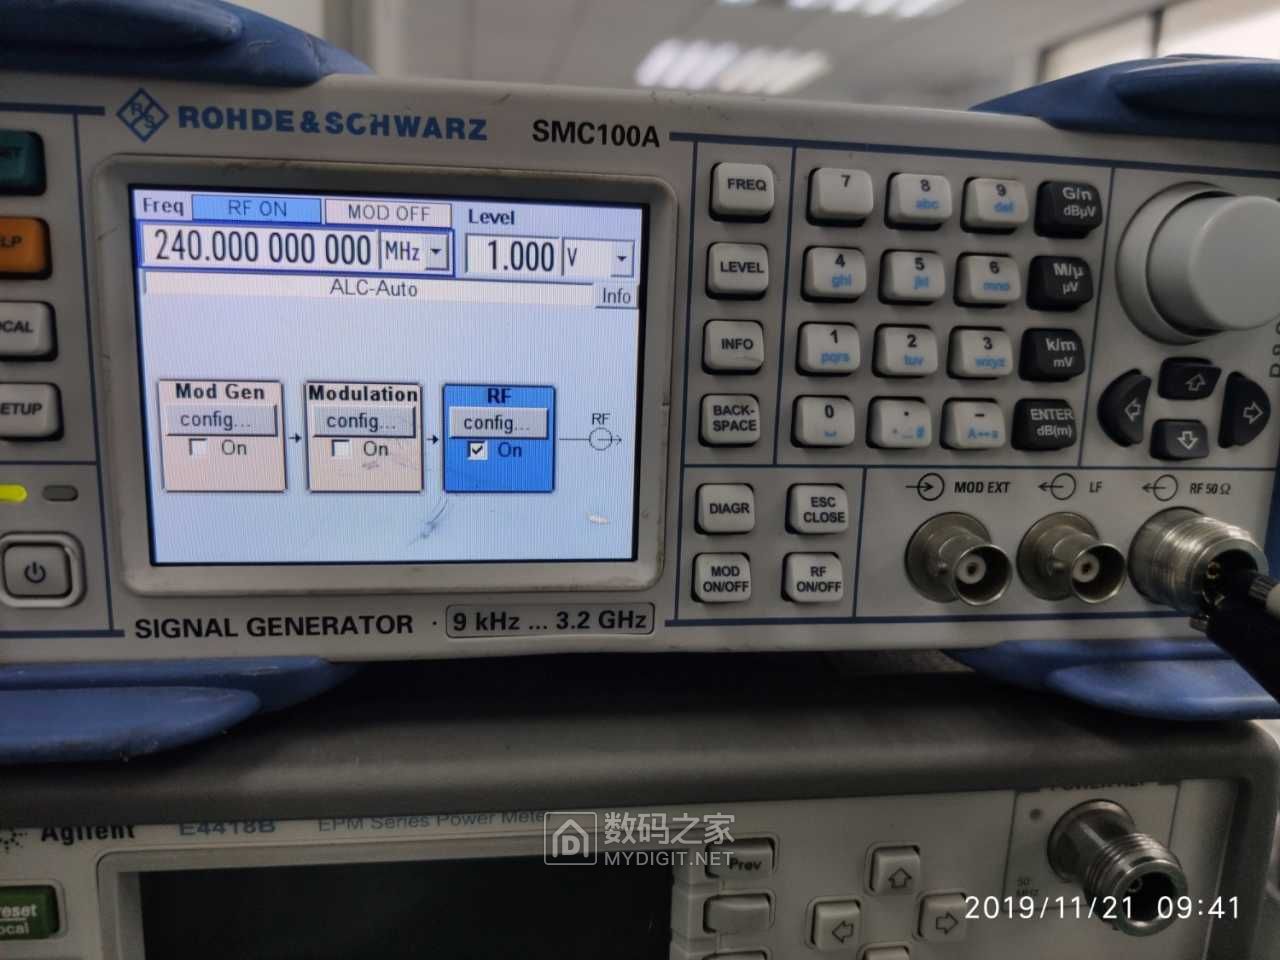 ROHDE&SCHWARZ SMC100A
Freq RF ON MOD OFF Level
240.000 000 000 MHz 1.000 V
ALC-Auto
Info
Mod Gen Modulation RF
config... config... config... RF
On On On
SIGNAL GENERATOR · 9 kHz ... 3.2 GHz
FREQ
LEVEL
INFO
BACK-
SPACE
7 8 abc 9 def G/n dBµV
4 ghi 5 jkl 6 mno M/µ µV
1 pqrs 2 tuv 3 wxyz k/m mV
0 . - ENTER dB(m)
DIAGR ESC CLOSE
MOD ON/OFF RF ON/OFF
MOD EXT LF RF 50 Ω
Agilent E4418B EPM Series Power Mete
Prev
50
MHz
数码之家
MYDIGIT.NET
2019/11/21 09:41